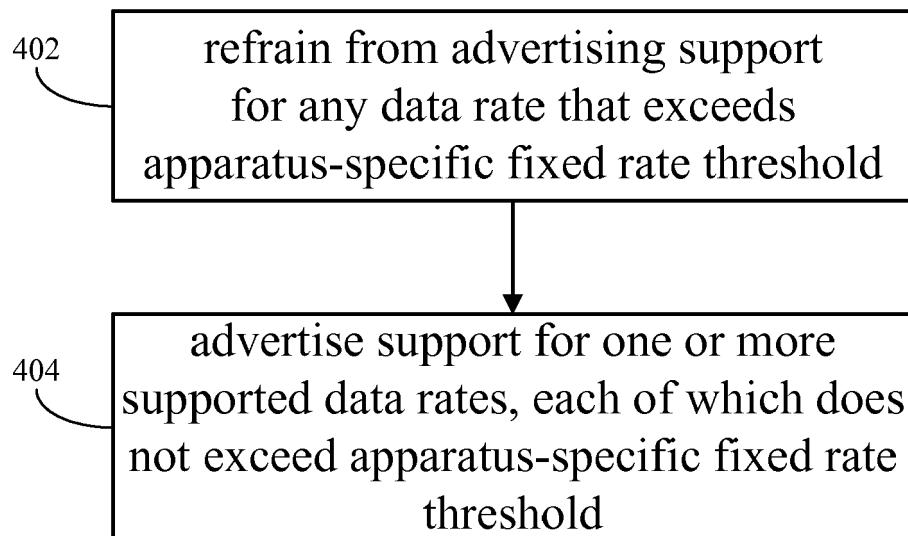 402
refrain from advertising support
for any data rate that exceeds
apparatus-specific fixed rate threshold
404
advertise support for one or more
supported data rates, each of which does
not exceed apparatus-specific fixed rate
threshold